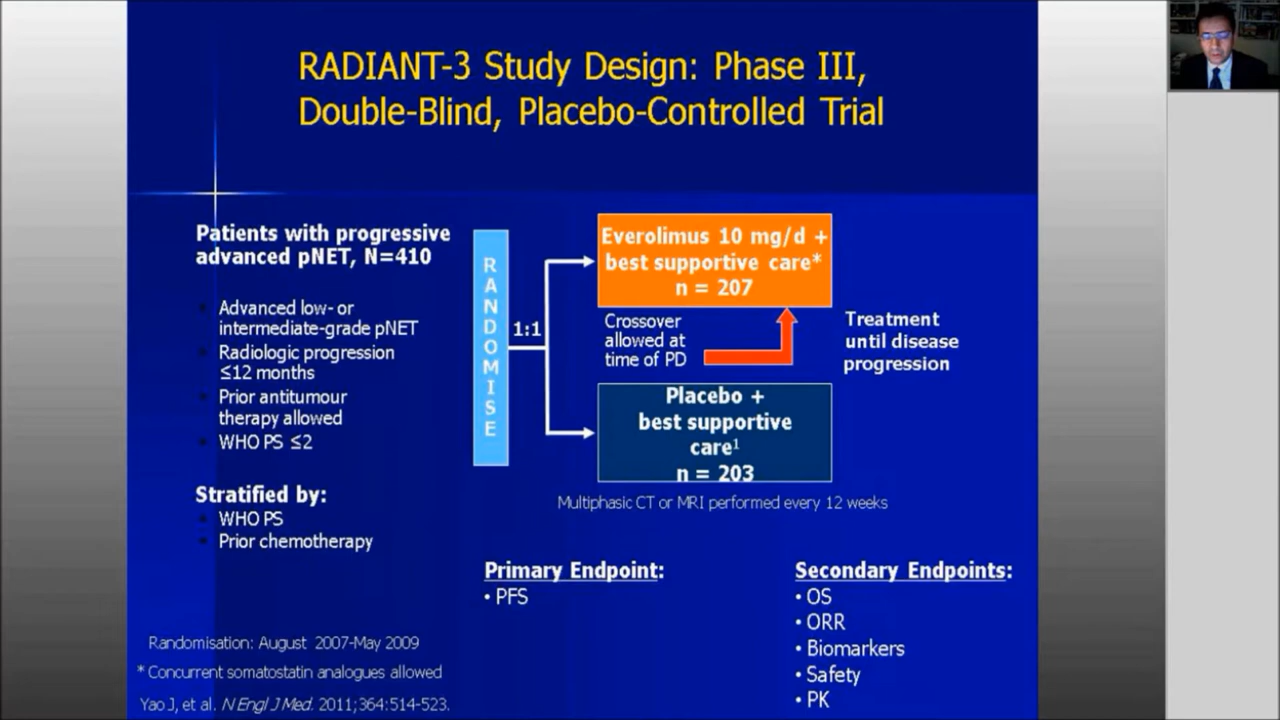 RADIANT-3 Study Design: Phase III,
Double-Blind, Placebo-Controlled Trial
Patients with progressive
advanced pNET, N=410
Advanced low- or
intermediate-grade pNET
Radiologic progression
≤12 months
Prior antitumour
therapy allowed
WHO PS ≤2
Stratified by:
WHO PS
Prior chemotherapy
RANDOMISE
1:1
Everolimus 10 mg/d +
best supportive care*
n = 207
Crossover
allowed at
time of PD
Treatment
until disease
progression
Placebo +
best supportive
care¹
n = 203
Multiphasic CT or MRI performed every 12 weeks
Primary Endpoint:
• PFS
Secondary Endpoints:
• OS
• ORR
• Biomarkers
• Safety
• PK
Randomisation: August 2007-May 2009
* Concurrent somatostatin analogues allowed
Yao J, et al. N Engl J Med. 2011;364:514-523.